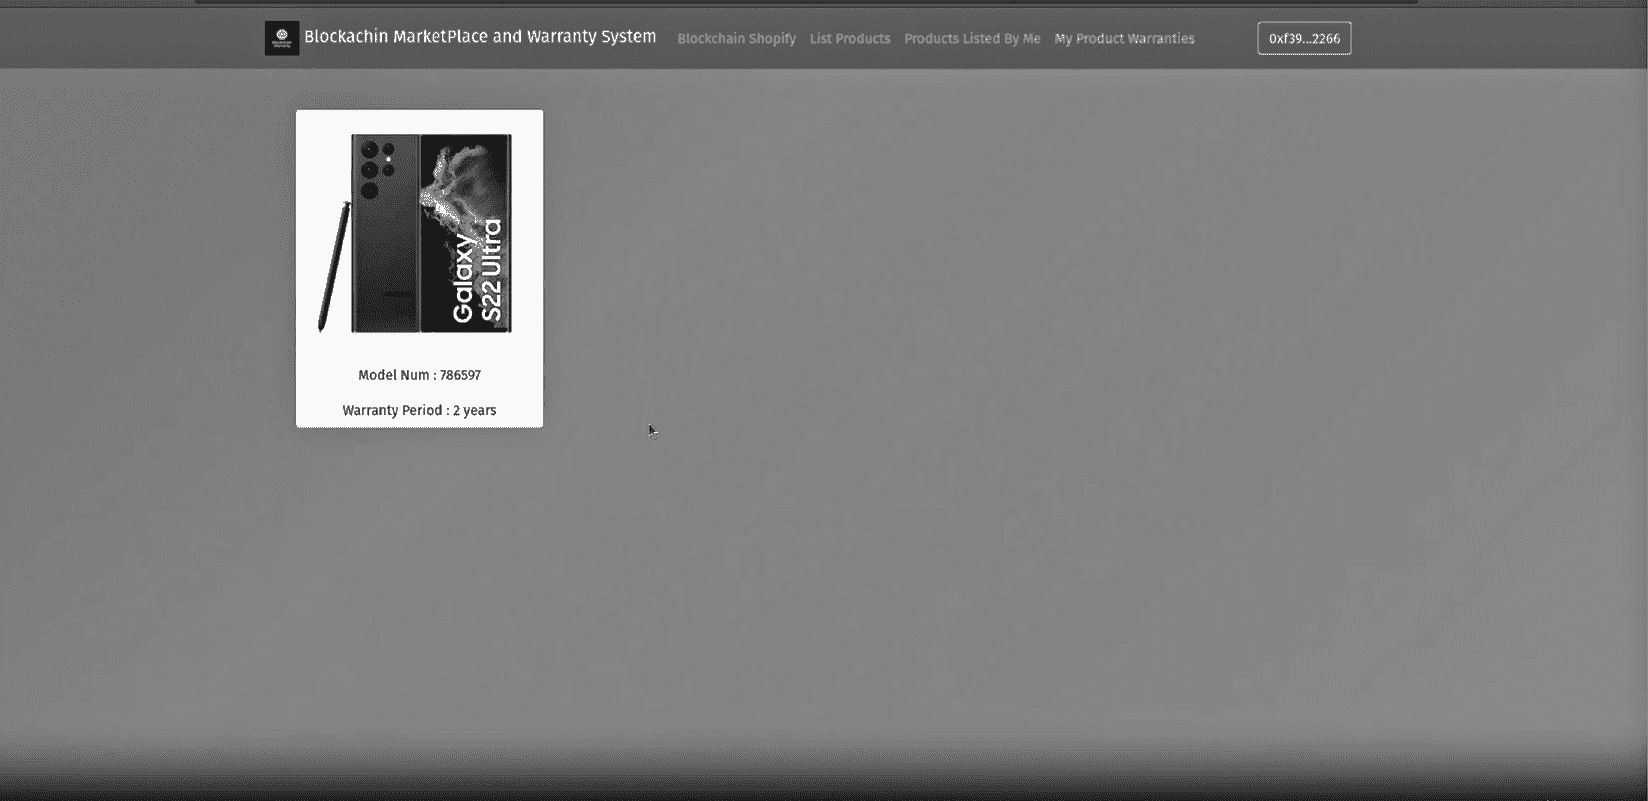 Blockachin MarketPlace and Warranty System Blockchain Shopify List Products Products Listed By Me My Product Warranties 0xf39...2266
Galaxy
S22 Ultra
Model Num : 786597
Warranty Period : 2 years